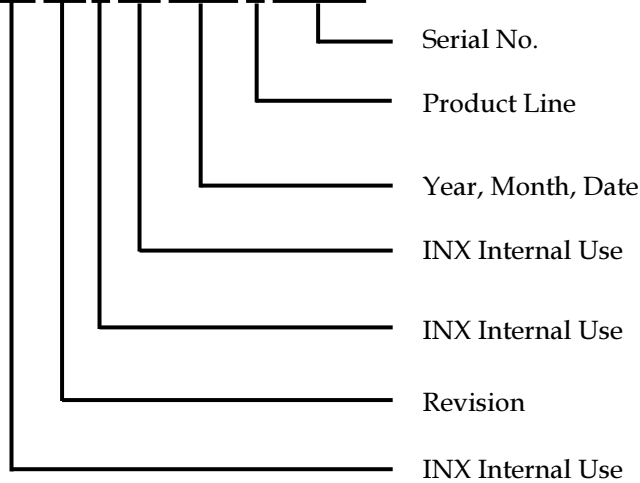 Serial No.
Product Line
Year, Month, Date
INX Internal Use
INX Internal Use
Revision
INX Internal Use